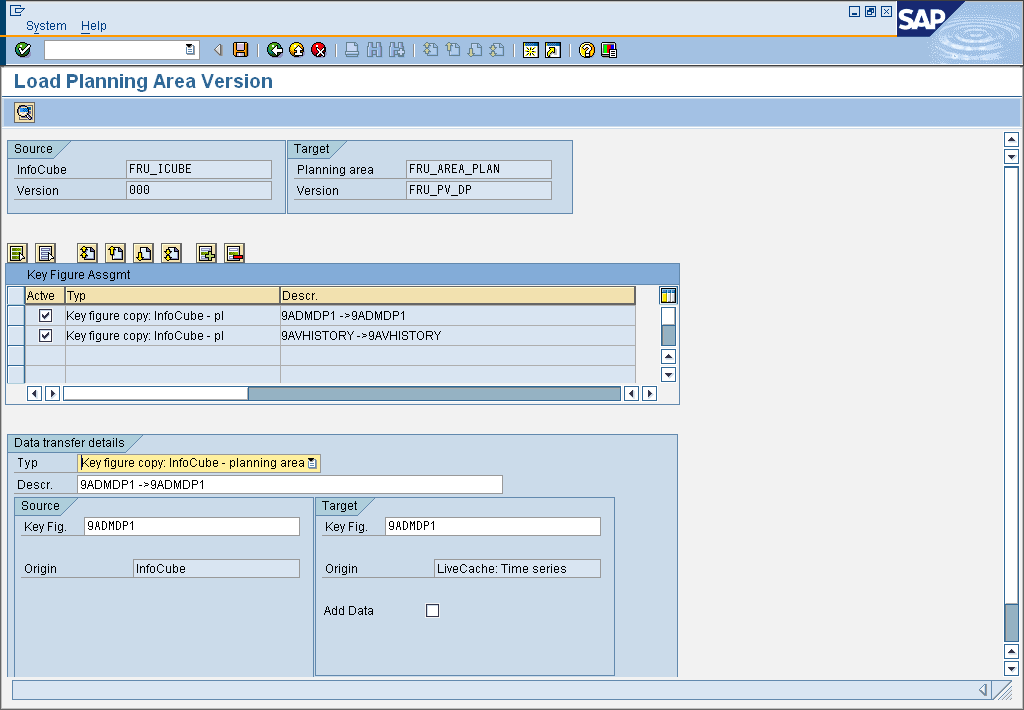 System Help
SAP
Load Planning Area Version
Source
InfoCube FRU_ICUBE
Version 000
Target
Planning area FRU_AREA_PLAN
Version FRU_PV_DP
Key Figure Assgmt
Actve Typ Descr.
Key figure copy: InfoCube - pl 9ADMDP1 ->9ADMDP1
Key figure copy: InfoCube - pl 9AVHISTORY ->9AVHISTORY
Data transfer details
Typ Key figure copy: InfoCube - planning area
Descr. 9ADMDP1 ->9ADMDP1
Source
Key Fig. 9ADMDP1
Origin InfoCube
Target
Key Fig. 9ADMDP1
Origin LiveCache: Time series
Add Data